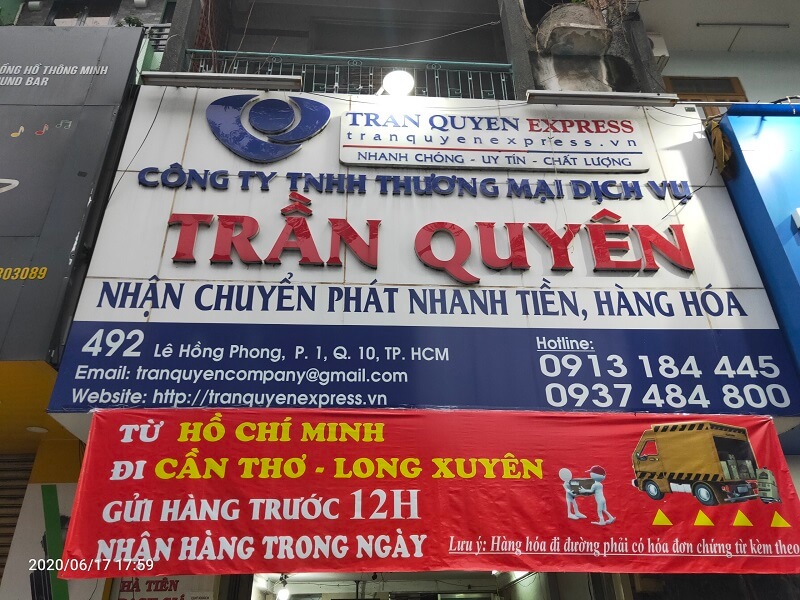 ỐNG HỒ THÔNG MINH
UND BAR
TRAN QUYEN EXPRESS
tranquyenexpress.vn
NHANH CHÓNG - UY TÍN - CHẤT LƯỢNG
CÔNG TY TNHH THƯƠNG MẠI DỊCH VỤ
TRẦN QUYÊN
303089
NHẬN CHUYỂN PHÁT NHANH TIỀN, HÀNG HÓA
492 Lê Hồng Phong, P. 1, Q. 10, TP. HCM
Email: tranquyencompany@gmail.com
Website: http://tranquyenexpress.vn
Hotline:
0913 184 445
0937 484 800
TỪ HỒ CHÍ MINH
ĐI CẦN THƠ - LONG XUYÊN
GỬI HÀNG TRƯỚC 12H
NHẬN HÀNG TRONG NGÀY
Lưu ý: Hàng hóa đi đường phải có hóa đơn chứng từ kèm theo
2020/06/17 17:59
HÀ TIÊN